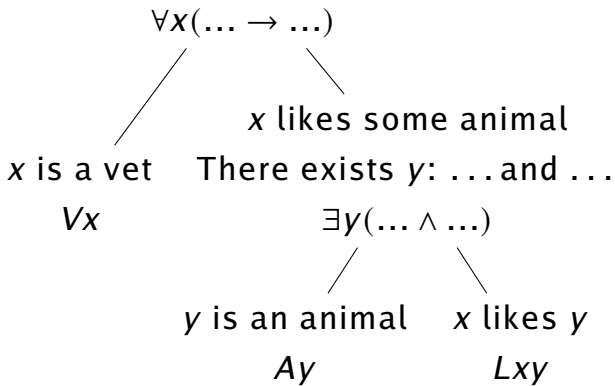 ∀x(... → ...)
x likes some animal
x is a vet There exists y: ... and ...
Vx ∃y(... ∧ ...)
y is an animal x likes y
Ay Lxy